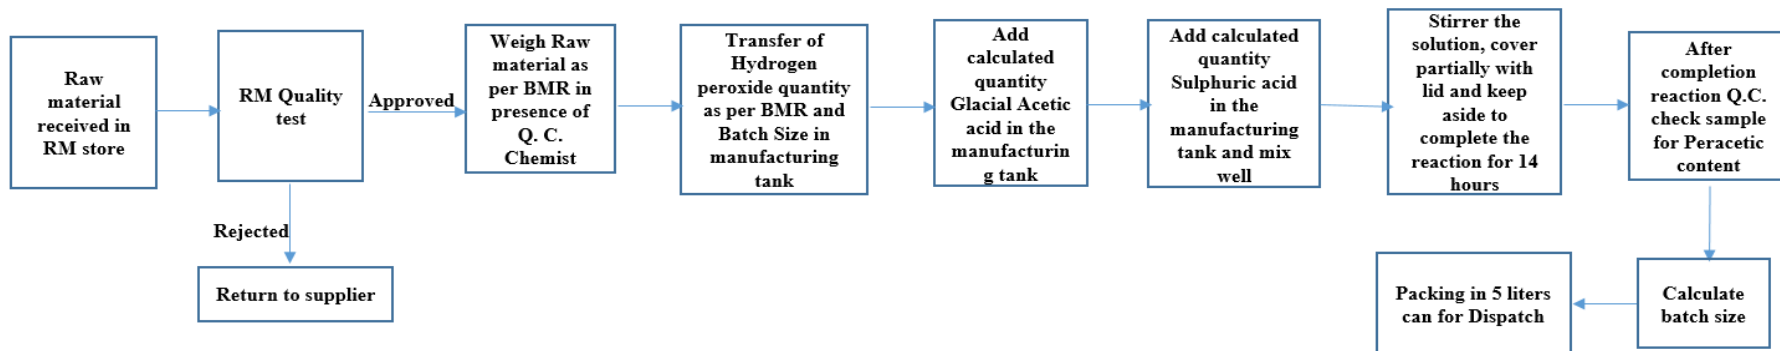 Raw
material
received in
RM store
RM Quality
test
Approved
Rejected
Return to supplier
Weigh Raw
material as
per BMR in
presence of
Q. C.
Chemist
Transfer of
Hydrogen
peroxide quantity
as per BMR and
Batch Size in
manufacturing
tank
Add
calculated
quantity
Glacial Acetic
acid in the
manufacturin
g tank
Add calculated
quantity
Sulphuric acid
in the
manufacturing
tank and mix
well
Stirrer the
solution, cover
partially with
lid and keep
aside to
complete the
reaction for 14
hours
After
completion
reaction Q.C.
check sample
for Peracetic
content
Calculate
batch size
Packing in 5 liters
can for Dispatch